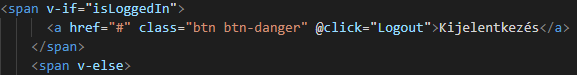 <span v-if="isLoggedIn">
<a href="#" class="btn btn-danger" @click="Logout">Kijelentkezés</a>
</span>
<span v-else>